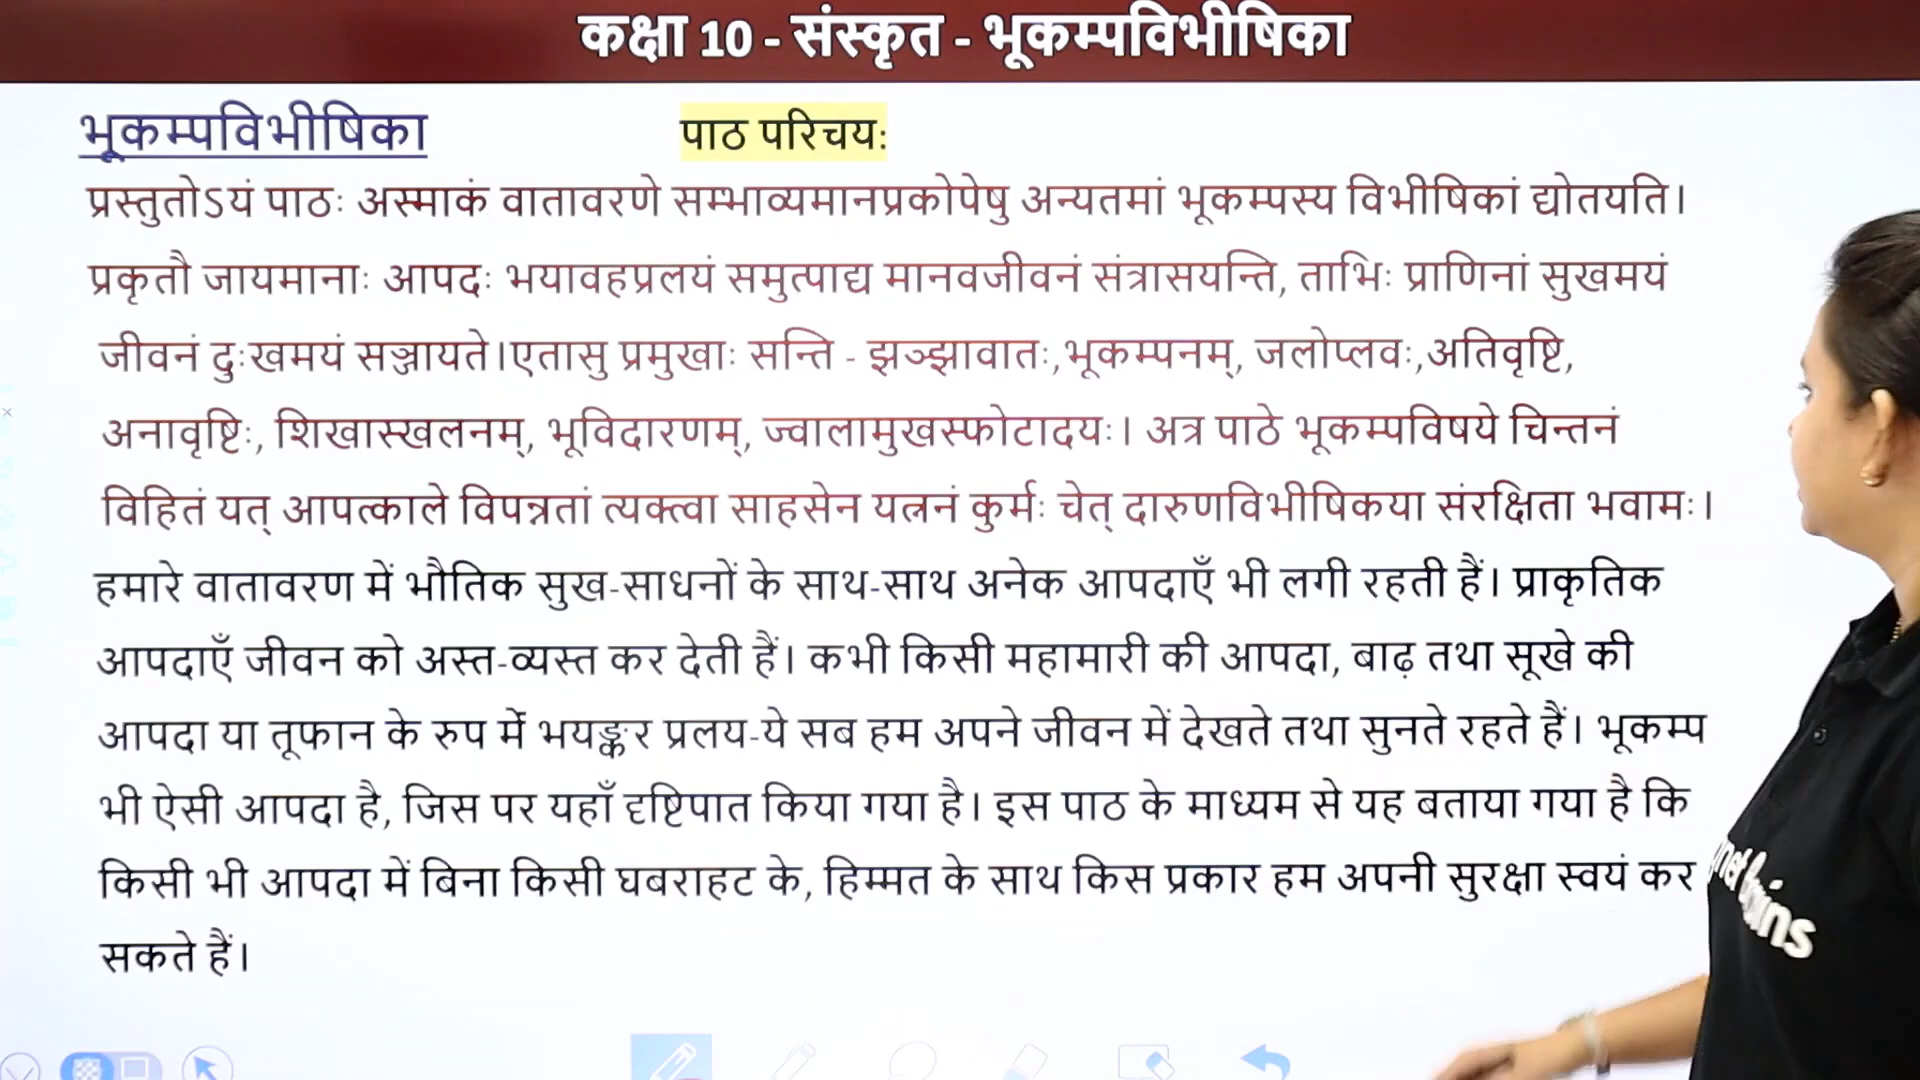 कक्षा 10 - संस्कृत - भूकम्पविभीषिका
भूकम्पविभीषिका
पाठ परिचयः
प्रस्तुतोऽयं पाठः अस्माकं वातावरणे सम्भाव्यमानप्रकोपेषु अन्यतमां भूकम्पस्य विभीषिकां द्योतयति।
प्रकृतौ जायमानाः आपदः भयावहप्रलयं समुत्पाद्य मानवजीवनं संत्रासयन्ति, ताभिः प्राणिनां सुखमयं
जीवनं दुःखमयं सञ्जायते।एतासु प्रमुखाः सन्ति - झञ्झावातः,भूकम्पनम्, जलोप्लवः,अतिवृष्टि,
अनावृष्टिः, शिखास्खलनम्, भूविदारणम्, ज्वालामुखस्फोटादयः। अत्र पाठे भूकम्पविषये चिन्तनं
विहितं यत् आपत्काले विपन्नतां त्यक्त्वा साहसेन यत्ननं कुर्मः चेत् दारुणविभीषिकया संरक्षिता भवामः।
हमारे वातावरण में भौतिक सुख-साधनों के साथ-साथ अनेक आपदाएँ भी लगी रहती हैं। प्राकृतिक
आपदाएँ जीवन को अस्त-व्यस्त कर देती हैं। कभी किसी महामारी की आपदा, बाढ़ तथा सूखे की
आपदा या तूफान के रुप में भयङ्कर प्रलय-ये सब हम अपने जीवन में देखते तथा सुनते रहते हैं। भूकम्प
भी ऐसी आपदा है, जिस पर यहाँ दृष्टिपात किया गया है। इस पाठ के माध्यम से यह बताया गया है कि
किसी भी आपदा में बिना किसी घबराहट के, हिम्मत के साथ किस प्रकार हम अपनी सुरक्षा स्वयं कर
सकते हैं।